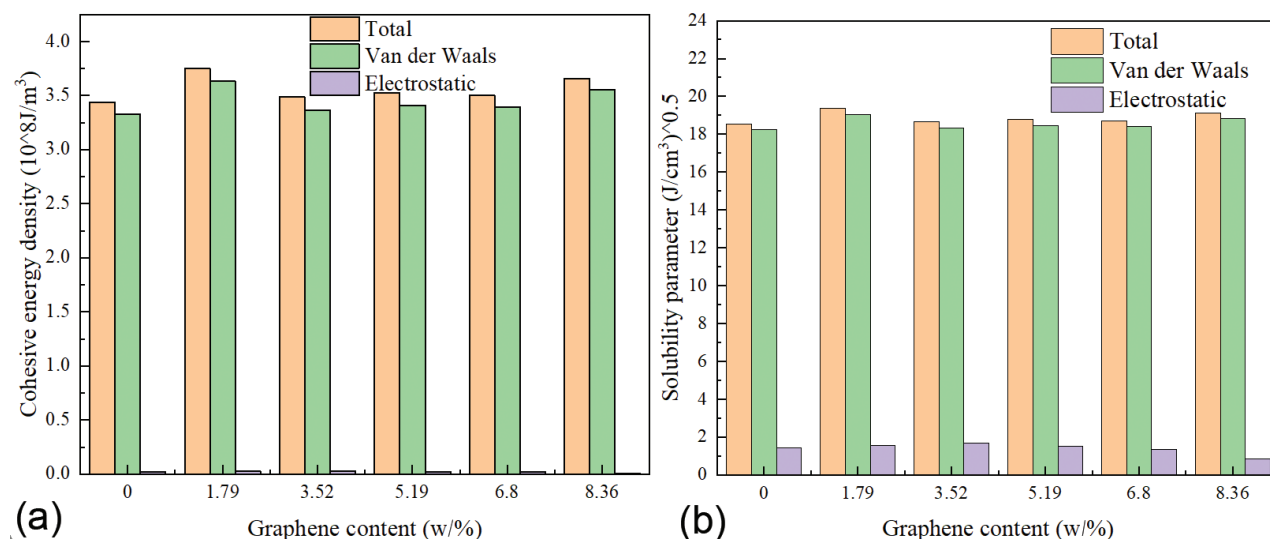 Total
Van der Waals
Electrostatic
Cohesive energy density (10^8J/m³)
4.0
3.5
3.0
2.5
2.0
1.5
1.0
0.5
0.0
0 1.79 3.52 5.19 6.8 8.36
Graphene content (w/%)
(a)
Total
Van der Waals
Electrostatic
Solubility parameter (J/cm³)^0.5
24
22
20
18
16
14
12
10
8
6
4
2
0
0 1.79 3.52 5.19 6.8 8.36
Graphene content (w/%)
(b)